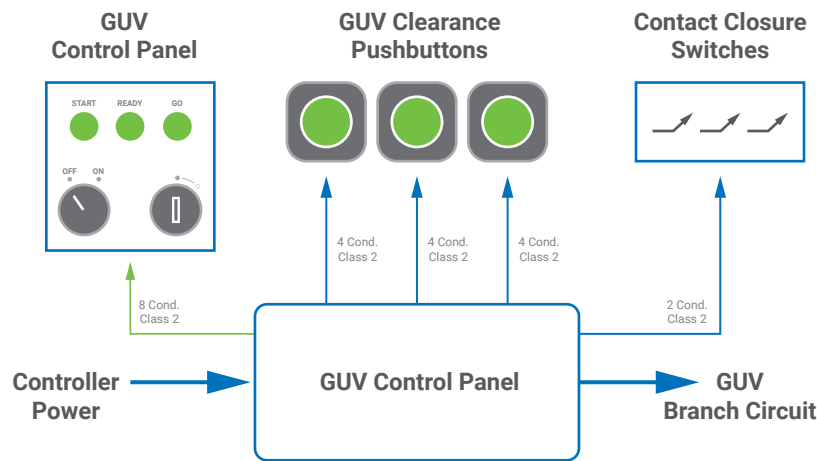 GUV
Control Panel
GUV Clearance
Pushbuttons
Contact Closure
Switches
START READY GO
OFF ON
4 Cond.
Class 2
4 Cond.
Class 2
4 Cond.
Class 2
8 Cond.
Class 2
2 Cond.
Class 2
Controller
Power
GUV Control Panel
GUV
Branch Circuit